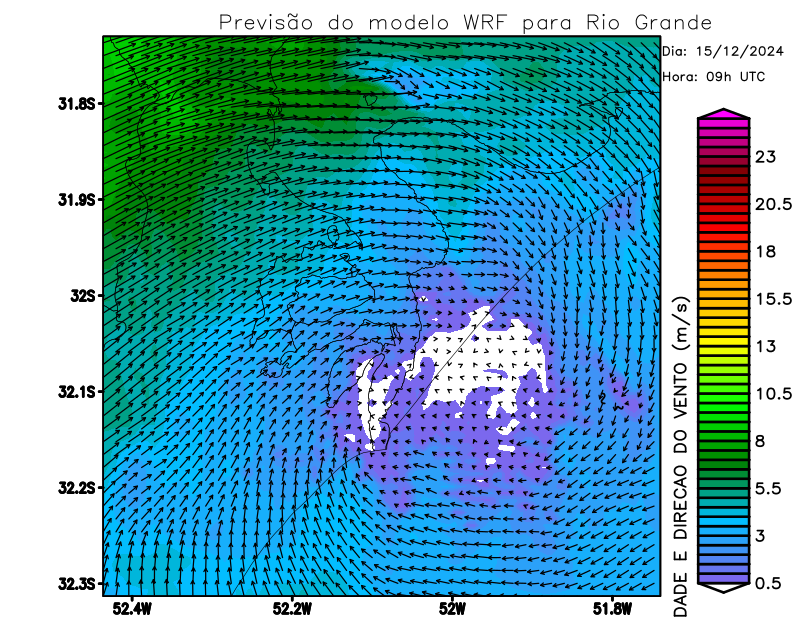 Previsão do modelo WRF para Rio Grande
Dia: 15/12/2024
Hora: 09h UTC
31.8S
31.9S
32S
32.1S
32.2S
32.3S
52.4W
52.2W
52W
51.8W
23
20.5
18
15.5
13
10.5
8
5.5
3
0.5
DADE E DIRECAO DO VENTO (m/s)